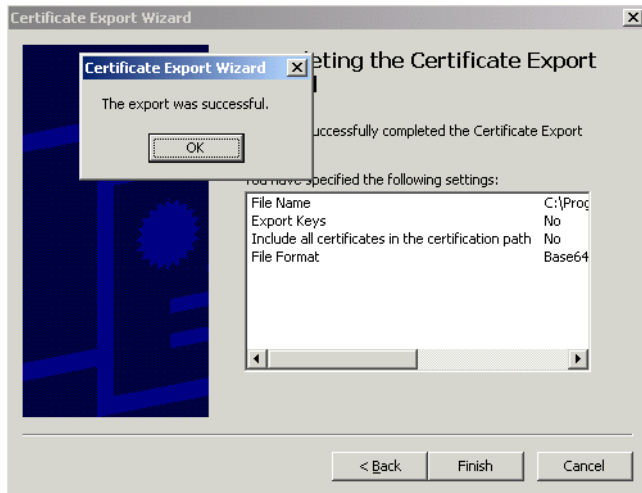 Certificate Export Wizard
eting the Certificate Export
Certificate Export Wizard
The export was successful.
OK
uccessfully completed the Certificate Export
You have specified the following settings:
File Name C:\Prog
Export Keys No
Include all certificates in the certification path No
File Format Base64
< Back Finish Cancel